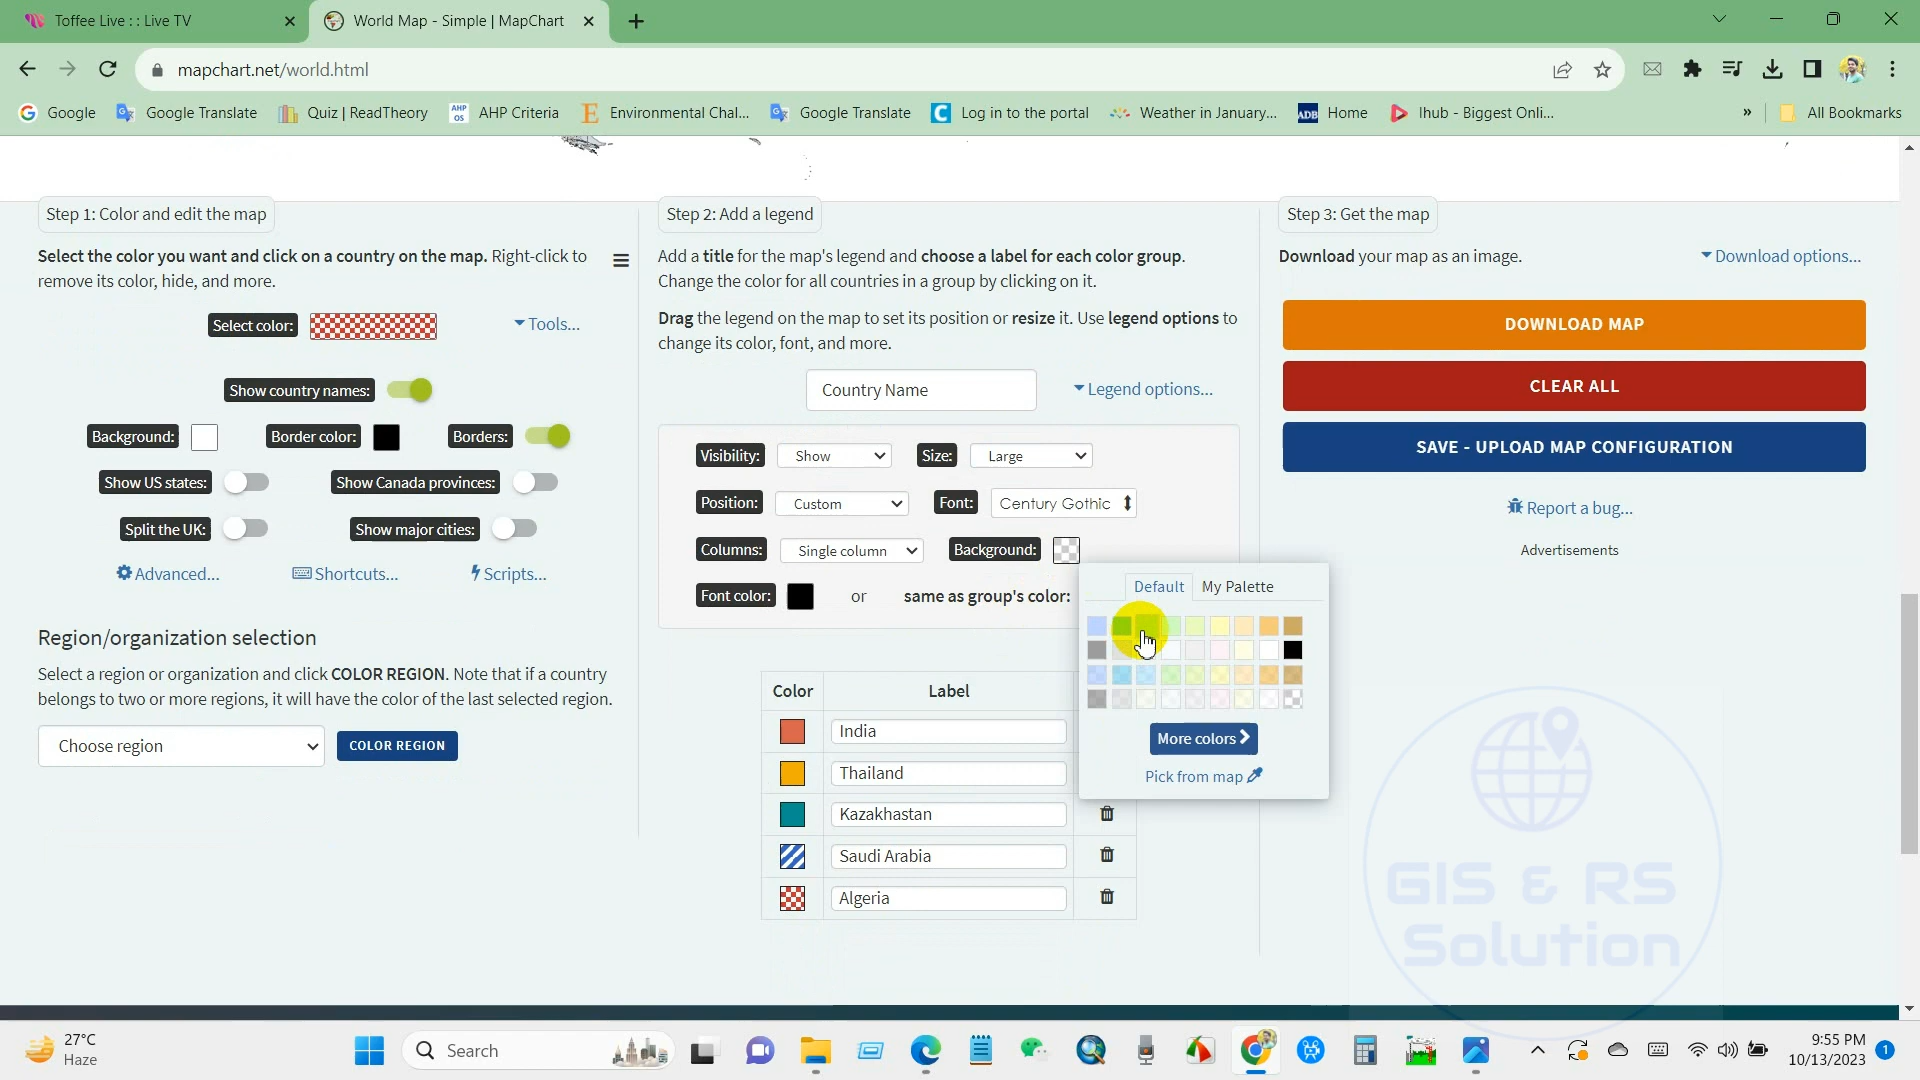 Toffee Live : : Live TV
World Map - Simple | MapChart
mapchart.net/world.html
Google
Google Translate
Quiz | ReadTheory
AHP OS AHP Criteria
Environmental Chal...
Google Translate
Log in to the portal
Weather in January,...
ADB Home
Ihub - Biggest Onli...
»
All Bookmarks
Step 1: Color and edit the map
Select the color you want and click on a country on the map. Right-click to
remove its color, hide, and more.
Select color:
Tools...
Show country names:
Background:
Border color:
Borders:
Show US states:
Show Canada provinces:
Split the UK:
Show major cities:
Advanced...
Shortcuts...
Scripts...
Region/organization selection
Select a region or organization and click COLOR REGION. Note that if a country
belongs to two or more regions, it will have the color of the last selected region.
Choose region
COLOR REGION
Step 2: Add a legend
Add a title for the map's legend and choose a label for each color group.
Change the color for all countries in a group by clicking on it.
Drag the legend on the map to set its position or resize it. Use legend options to
change its color, font, and more.
Country Name
Legend options...
Visibility: Show
Size: Large
Position: Custom
Font: Century Gothic
Columns: Single column
Background:
Font color:
or
same as group's color:
Default
My Palette
More colors
Pick from map
Color
Label
India
Thailand
Kazakhastan
Saudi Arabia
Algeria
Step 3: Get the map
Download your map as an image.
Download options...
DOWNLOAD MAP
CLEAR ALL
SAVE - UPLOAD MAP CONFIGURATION
Report a bug...
Advertisements
GIS & RS
Solution
27°C
Haze
Search
9:55 PM
10/13/2023
1